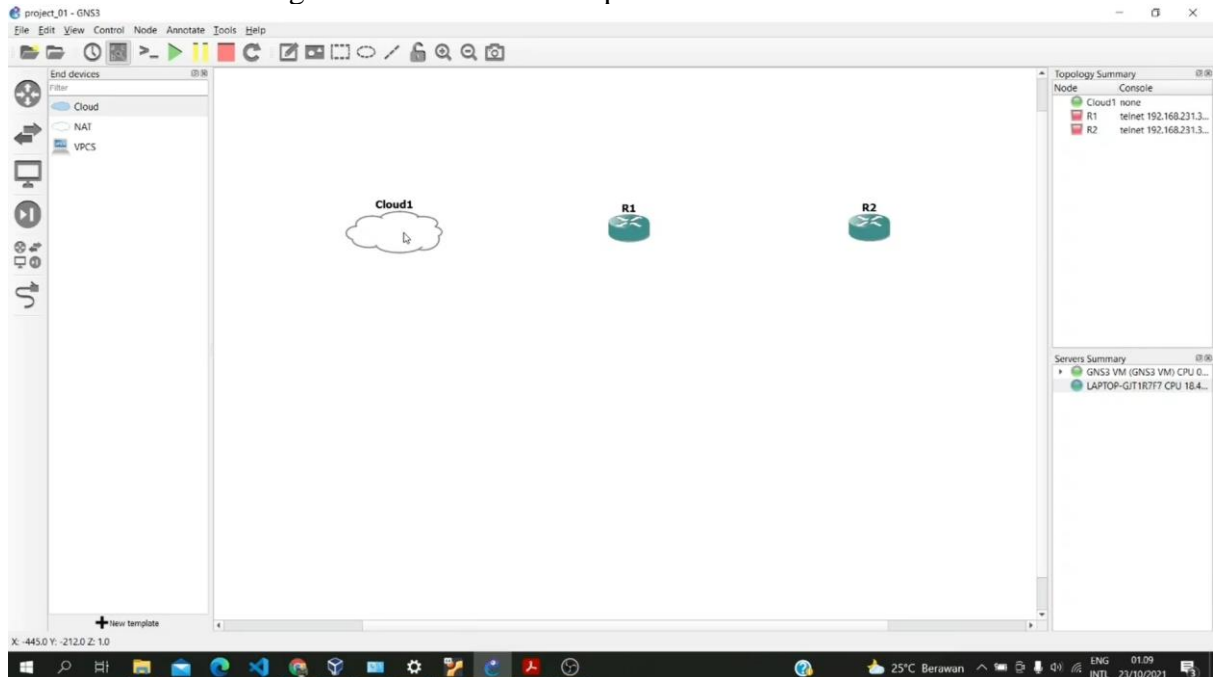 project_01 - GNS3
File Edit View Control Node Annotate Tools Help
End devices
Filter
Cloud
NAT
VPCS
New template
Cloud1
R1
R2
Topology Summary
Node Console
Cloud1 none
R1 telnet 192.168.231.3...
R2 telnet 192.168.231.3...
Servers Summary
GNS3 VM (GNS3 VM) CPU 0...
LAPTOP-GJT1R7F7 CPU 18.4...
X: -445.0 Y: -212.0 Z: 1.0
25°C Berawan
ENG
INTL
01.09
23/10/2021